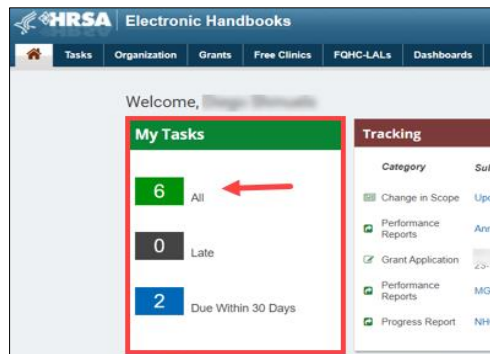 HRSA Electronic Handbooks
Tasks Organization Grants Free Clinics FQHC-LALs Dashboards
Welcome,
My Tasks
6 All
0 Late
2 Due Within 30 Days
Tracking
Category
Change in Scope
Performance
Reports
Grant Application
Performance
Reports
MG
Progress Report